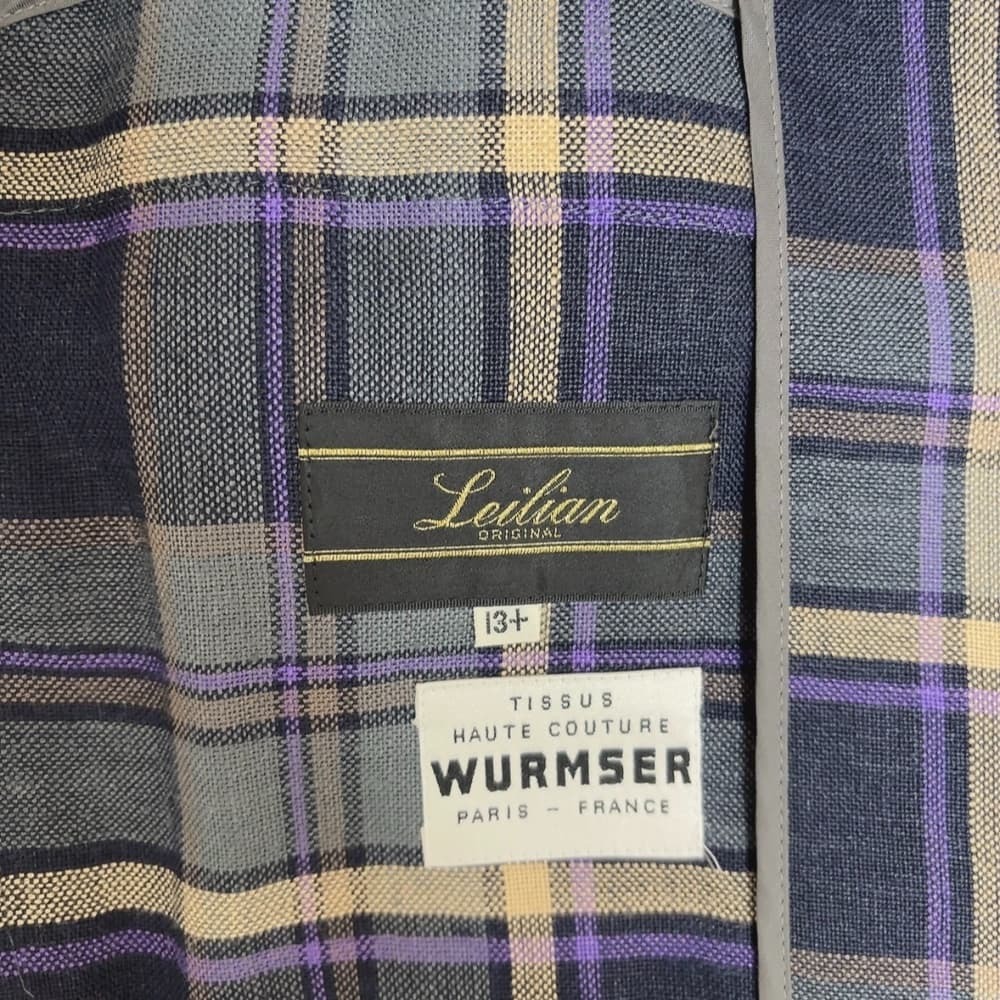 Leilian
ORIGINAL
13+
TISSUS
HAUTE COUTURE
WURMSER
PARIS – FRANCE